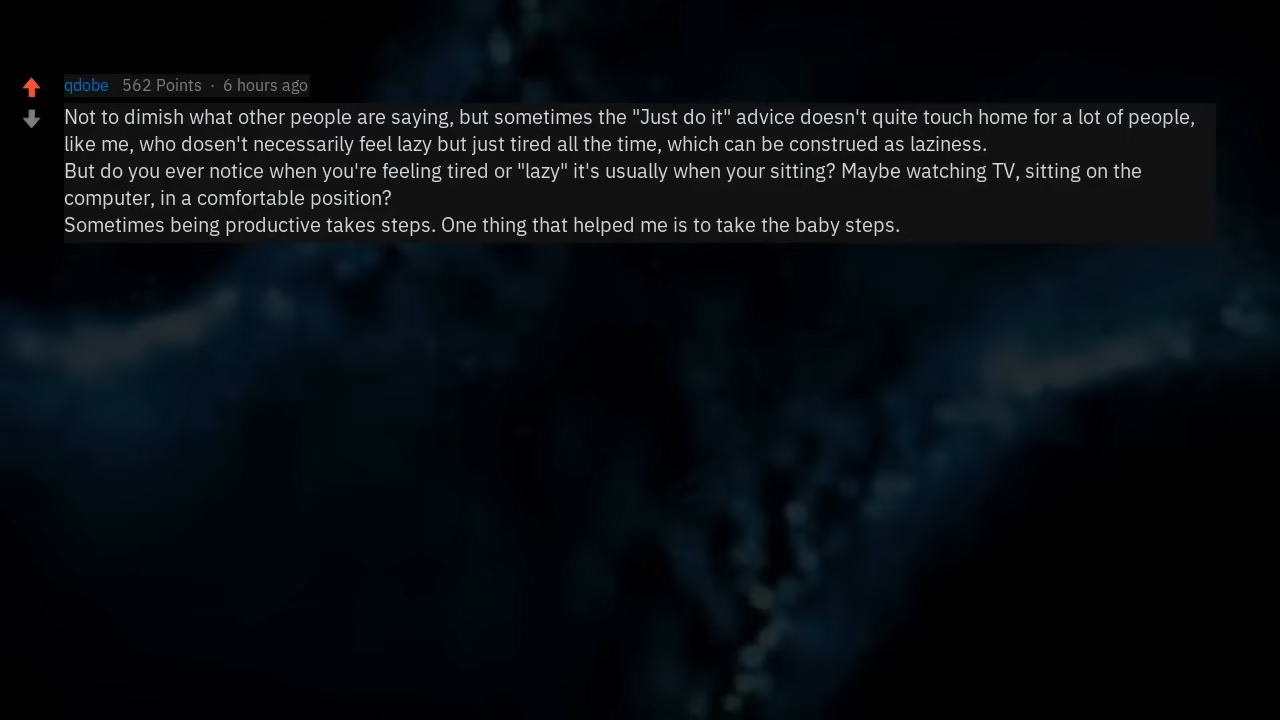 qdobe 562 Points · 6 hours ago
Not to dimish what other people are saying, but sometimes the "Just do it" advice doesn't quite touch home for a lot of people,
like me, who dosen't necessarily feel lazy but just tired all the time, which can be construed as laziness.
But do you ever notice when you're feeling tired or "lazy" it's usually when your sitting? Maybe watching TV, sitting on the
computer, in a comfortable position?
Sometimes being productive takes steps. One thing that helped me is to take the baby steps.